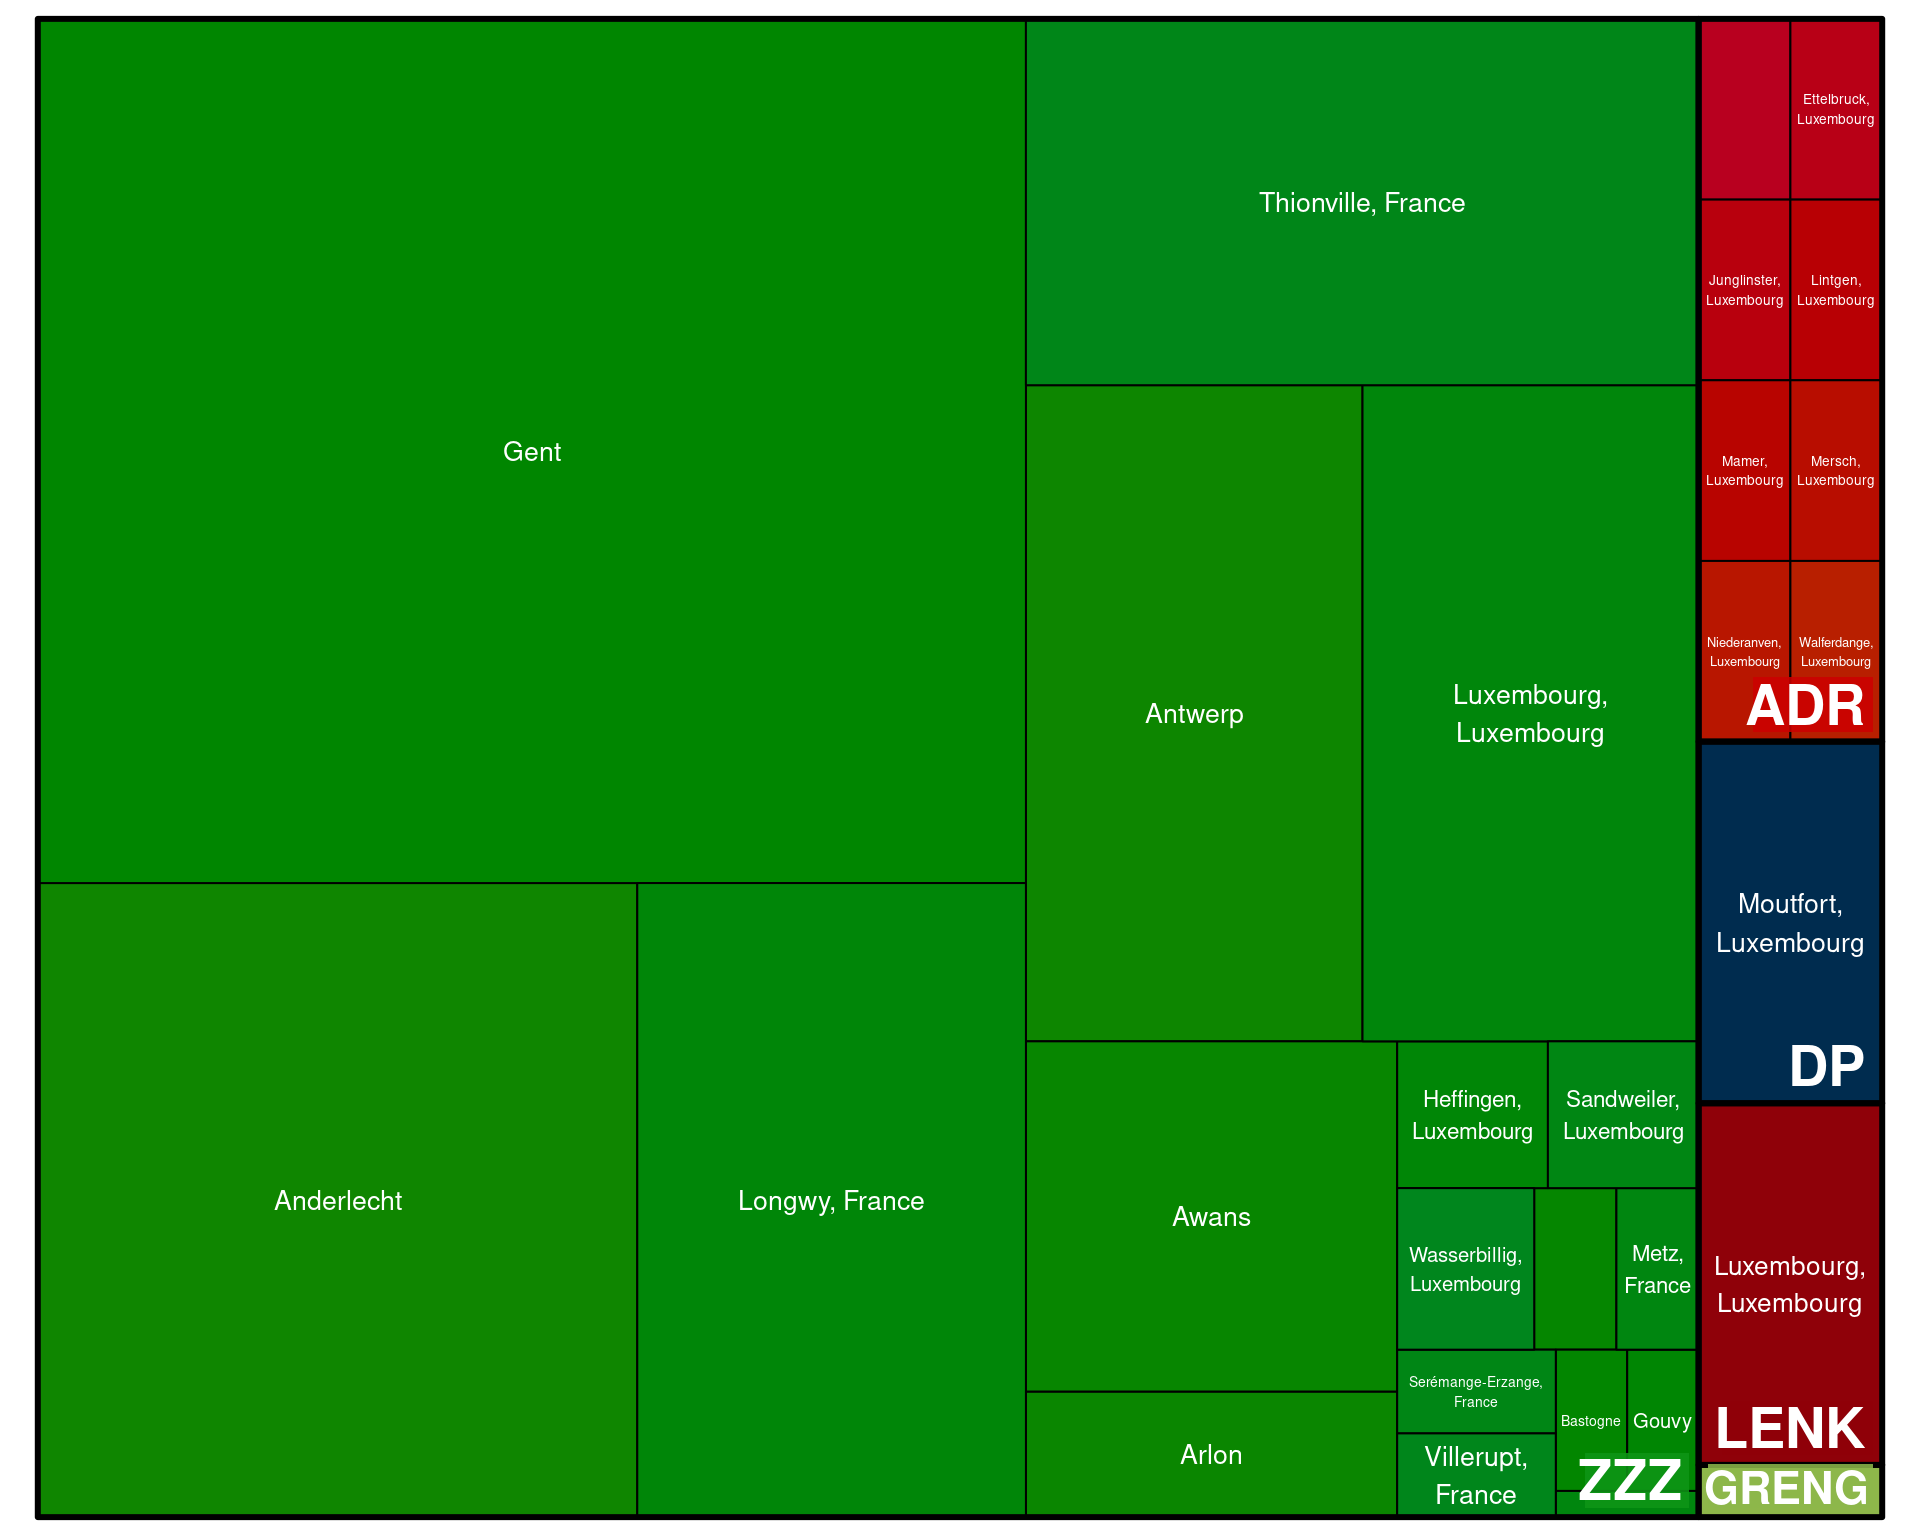 Gent
Thionville, France
Antwerp
Luxembourg,
Luxembourg
Anderlecht
Longwy, France
Awans
Arlon
Heffingen,
Luxembourg
Sandweiler,
Luxembourg
Wasserbillig,
Luxembourg
Metz,
France
Serémange-Erzange,
France
Villerupt,
France
Bastogne
Gouvy
ZZZ
Ettelbruck,
Luxembourg
Junglinster,
Luxembourg
Lintgen,
Luxembourg
Mamer,
Luxembourg
Mersch,
Luxembourg
Niederanven,
Luxembourg
Walferdange,
Luxembourg
ADR
Moutfort,
Luxembourg
DP
Luxembourg,
Luxembourg
LENK
GRENG